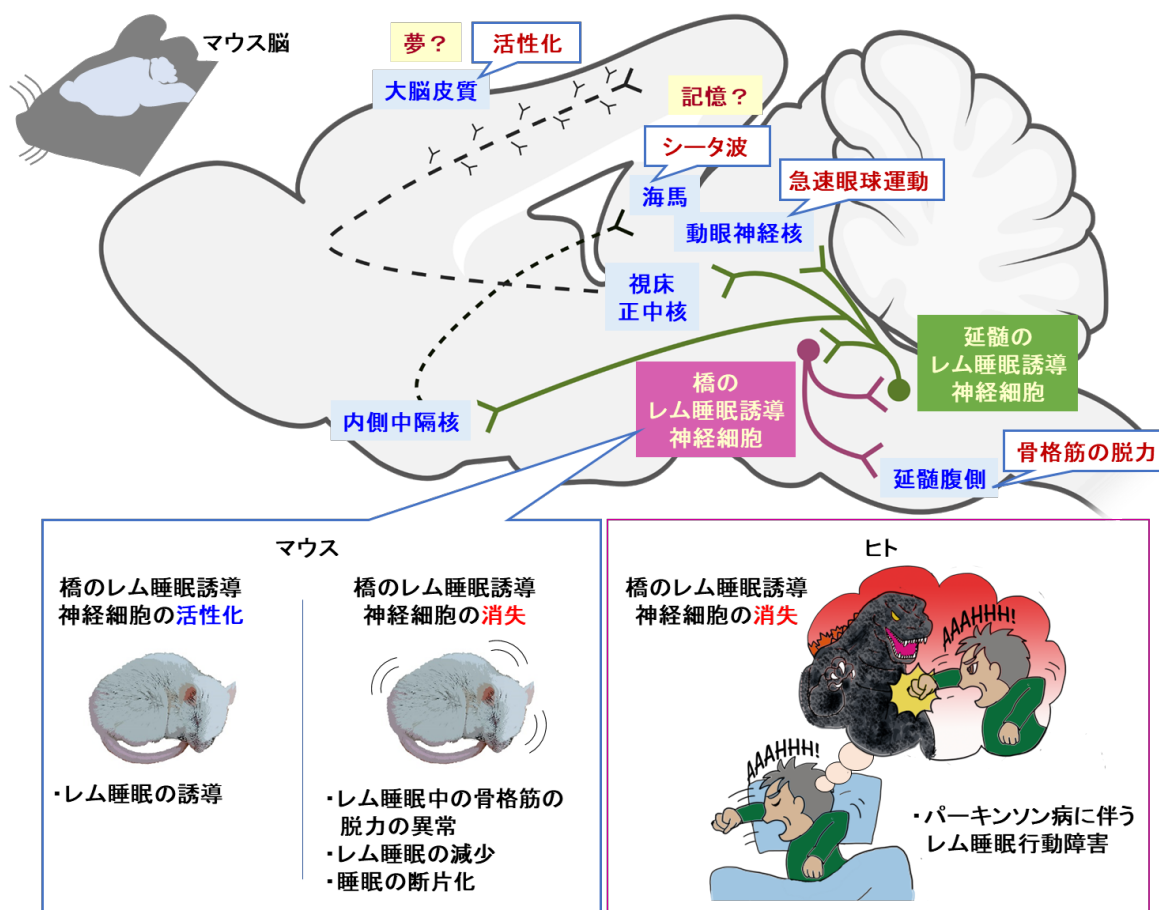 マウス脳
夢？
活性化
大脳皮質
記憶？
シータ波
海馬
急速眼球運動
動眼神経核
視床
正中核
延髄の
レム睡眠誘導
神経細胞
橋の
レム睡眠誘導
神経細胞
内側中隔核
骨格筋の脱力
延髄腹側
マウス
橋のレム睡眠誘導
神経細胞の活性化
・レム睡眠の誘導
橋のレム睡眠誘導
神経細胞の消失
・レム睡眠中の骨格筋の
脱力の異常
・レム睡眠の減少
・睡眠の断片化
ヒト
橋のレム睡眠誘導
神経細胞の消失
AAAHHH!
AAAHHH!
・パーキンソン病に伴う
レム睡眠行動障害